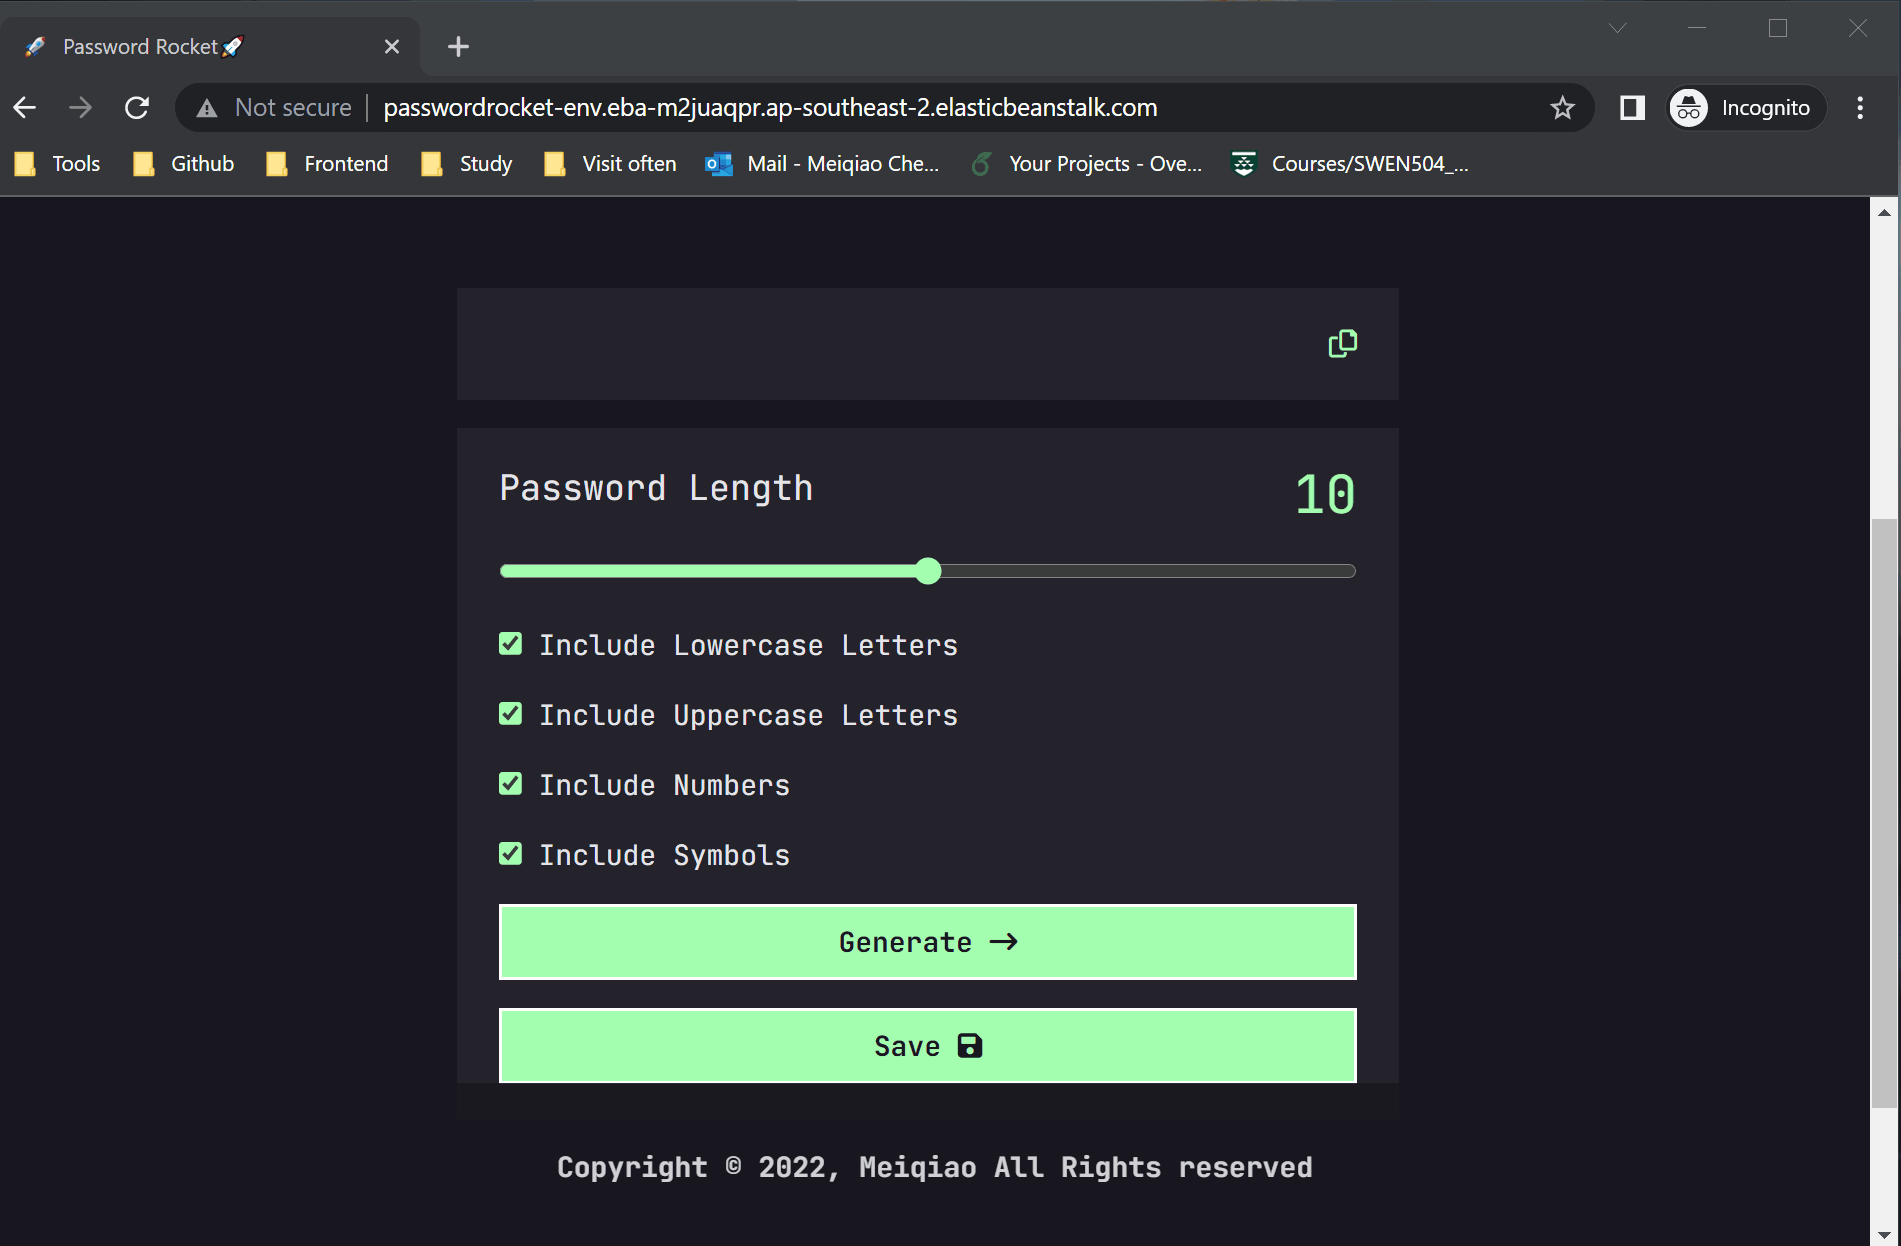 Password Rocket🚀
Not secure passwordrocket-env.eba-m2juaqpr.ap-southeast-2.elasticbeanstalk.com Incognito
Tools Github Frontend Study Visit often Mail - Meiqiao Che... Your Projects - Ove... Courses/SWEN504_...
Password Length 10
Include Lowercase Letters
Include Uppercase Letters
Include Numbers
Include Symbols
Generate →
Save
Copyright © 2022, Meiqiao All Rights reserved